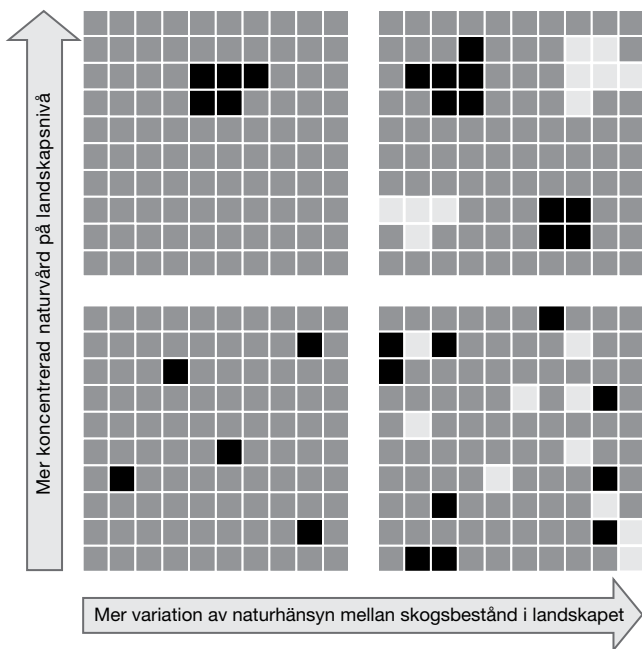 Mer koncentrerad naturvård på landskapsnivå
Mer variation av naturhänsyn mellan skogsbestånd i landskapet